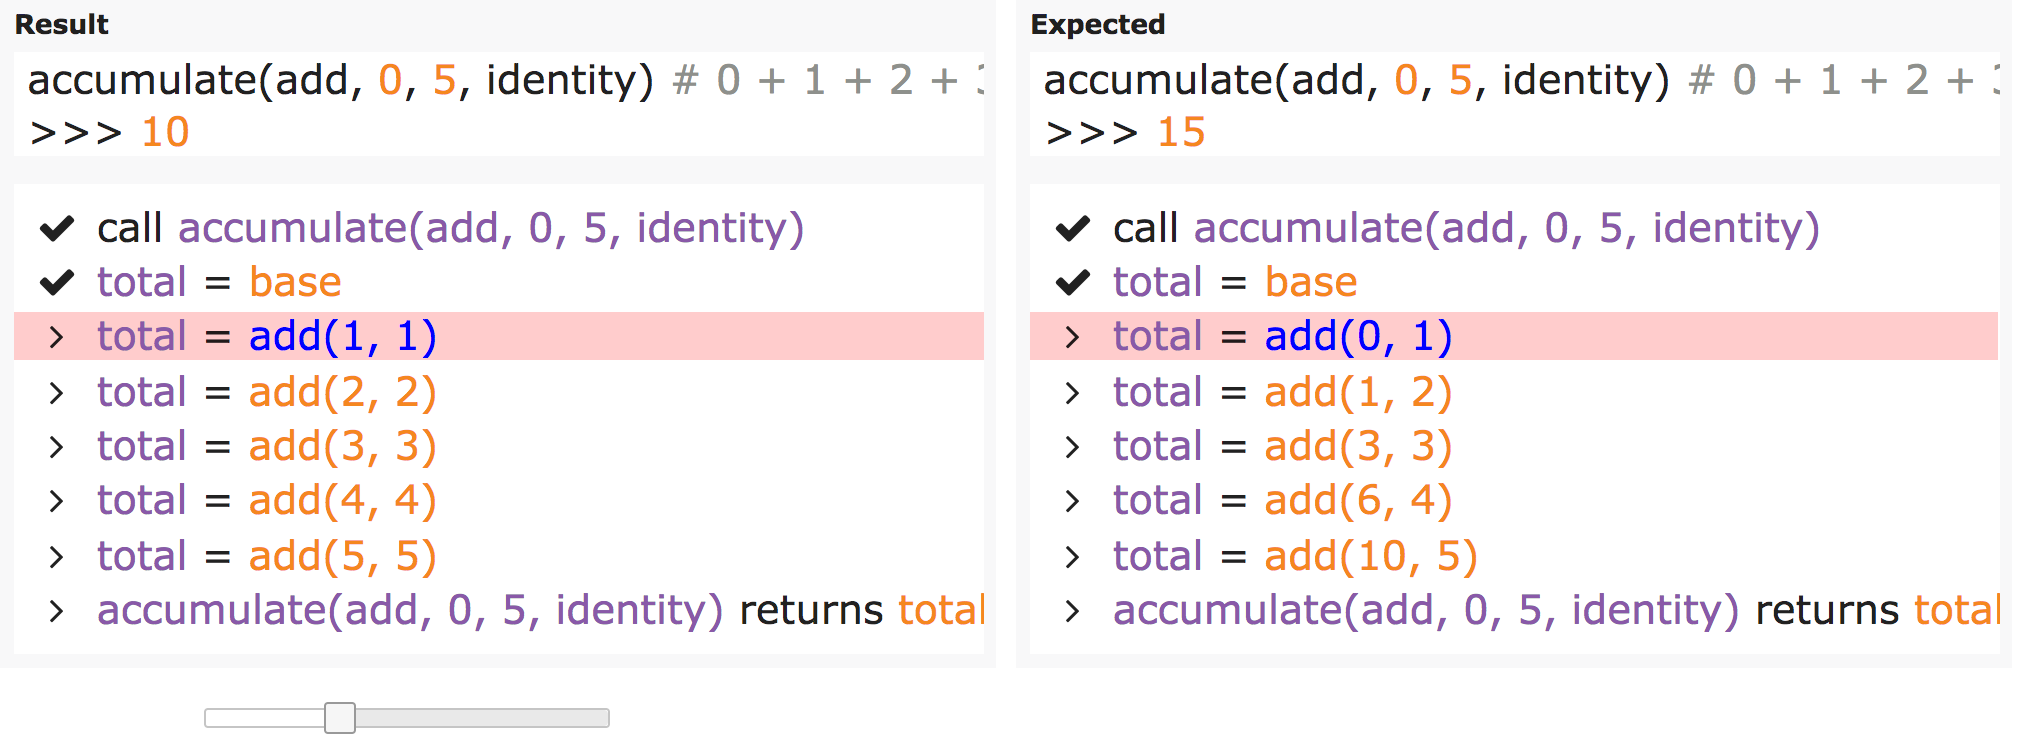 Result
accumulate(add, 0, 5, identity) # 0 + 1 + 2 +
>>> 10
call accumulate(add, 0, 5, identity)
total = base
> total = add(1, 1)
> total = add(2, 2)
> total = add(3, 3)
> total = add(4, 4)
> total = add(5, 5)
> accumulate(add, 0, 5, identity) returns total
Expected
accumulate(add, 0, 5, identity) # 0 + 1 + 2 +
>>> 15
call accumulate(add, 0, 5, identity)
total = base
> total = add(0, 1)
> total = add(1, 2)
> total = add(3, 3)
> total = add(6, 4)
> total = add(10, 5)
> accumulate(add, 0, 5, identity) returns total